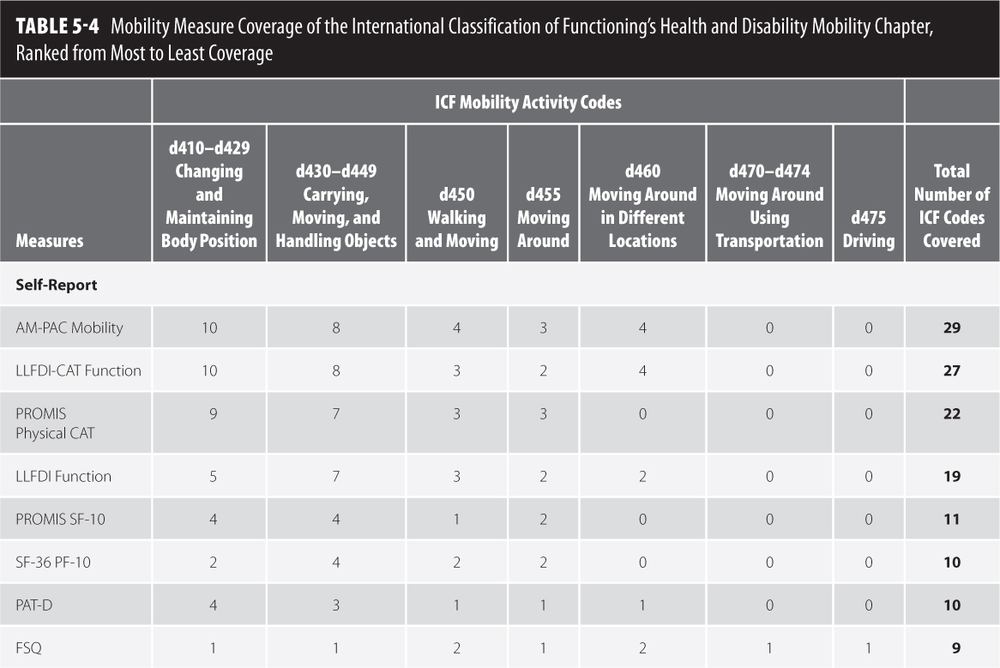 TABLE 5-4 Mobility Measure Coverage of the International Classification of Functioning’s Health and Disability Mobility Chapter,
Ranked from Most to Least Coverage
ICF Mobility Activity Codes
Measures
d410–d429
Changing
and
Maintaining
Body Position
d430–d449
Carrying,
Moving, and
Handling Objects
d450
Walking
and Moving
d455
Moving
Around
d460
Moving Around
in Different
Locations
d470–d474
Moving Around
Using
Transportation
d475
Driving
Total
Number of
ICF Codes
Covered
Self-Report
AM-PAC Mobility 10 8 4 3 4 0 0 29
LLFDI-CAT Function 10 8 3 2 4 0 0 27
PROMIS 9 7 3 3 0 0 0 22
Physical CAT
LLFDI Function 5 7 3 2 2 0 0 19
PROMIS SF-10 4 4 1 2 0 0 0 11
SF-36 PF-10 2 4 2 2 0 0 0 10
PAT-D 4 3 1 1 1 0 0 10
FSQ 1 1 2 1 2 1 1 9